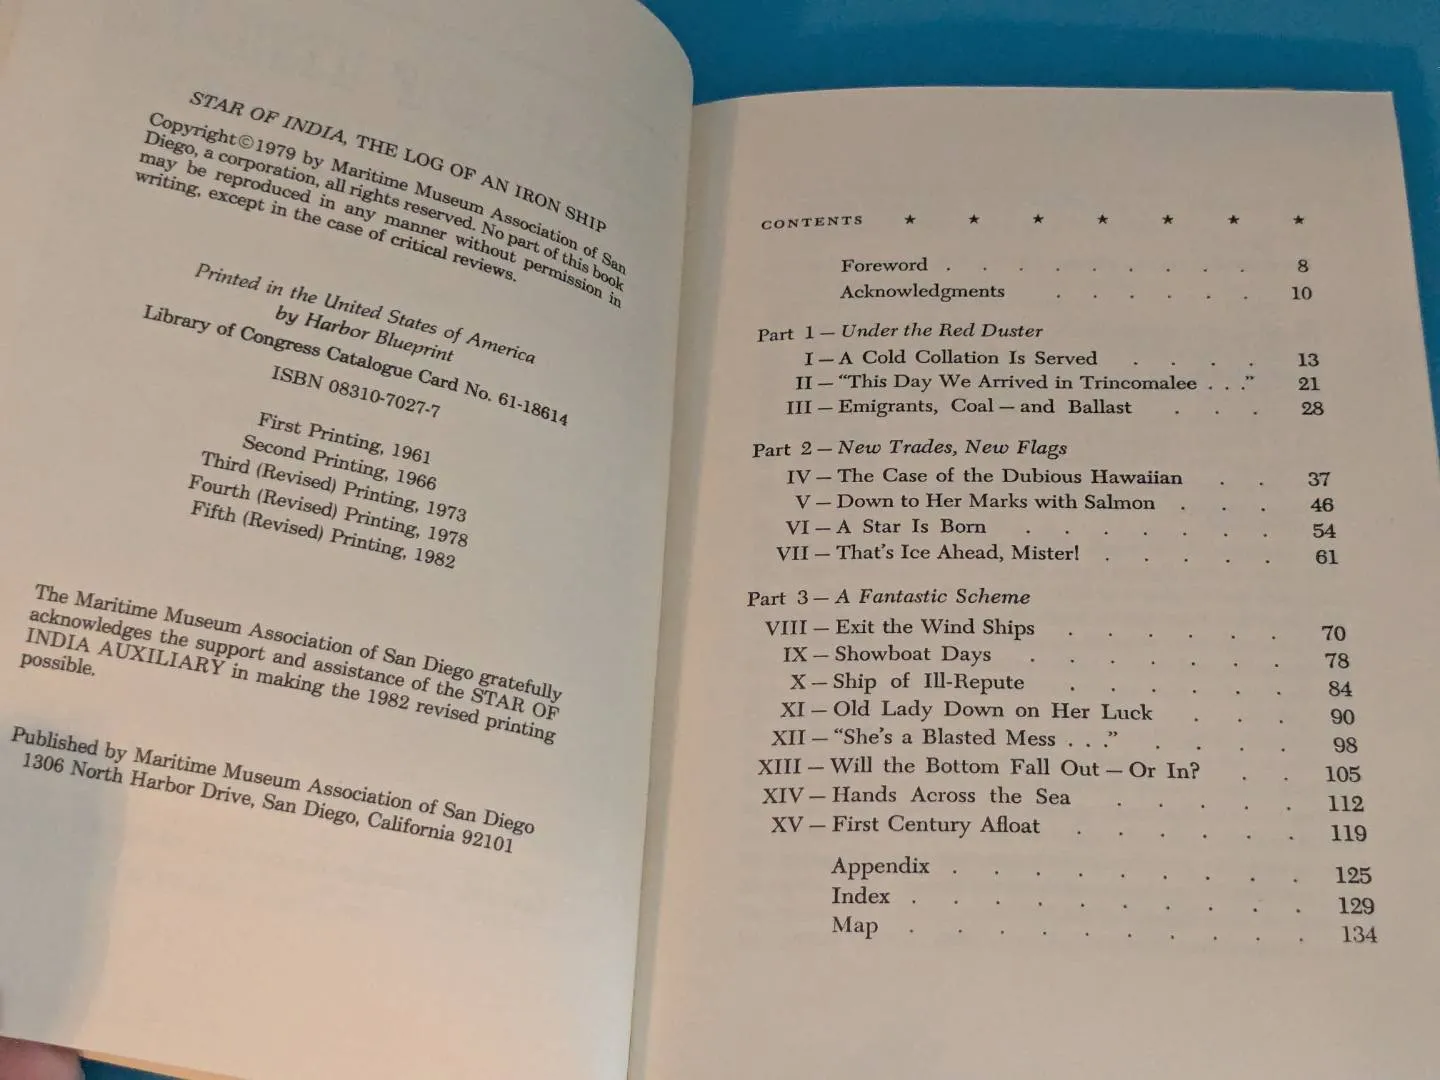 STAR OF INDIA, THE LOG OF AN IRON SHIP
Copyright©1979 by Maritime Museum Association of San
Diego, a corporation, all rights reserved. No part of this book
may be reproduced in any manner without permission in
writing, except in the case of critical reviews.
Printed in the United States of America
by Harbor Blueprint
Library of Congress Catalogue Card No. 61-18614
ISBN 08310-7027-7
First Printing, 1961
Second Printing, 1966
Third (Revised) Printing, 1973
Fourth (Revised) Printing, 1978
Fifth (Revised) Printing, 1982
The Maritime Museum Association of San Diego gratefully
acknowledges the support and assistance of the STAR OF
INDIA AUXILIARY in making the 1982 revised printing
possible.
Published by Maritime Museum Association of San Diego
1306 North Harbor Drive, San Diego, California 92101
CONTENTS ★ ★ ★ ★ ★ ★ ★
Foreword . . . . . . . . . 8
Acknowledgments . . . . . . 10
Part 1 — Under the Red Duster
I — A Cold Collation Is Served . . . . 13
II — “This Day We Arrived in Trincomalee . . .” 21
III — Emigrants, Coal — and Ballast . . . 28
Part 2 — New Trades, New Flags
IV — The Case of the Dubious Hawaiian . . 37
V — Down to Her Marks with Salmon . . . 46
VI — A Star Is Born . . . . . . . 54
VII — That’s Ice Ahead, Mister! . . . . . 61
Part 3 — A Fantastic Scheme
VIII — Exit the Wind Ships . . . . . . 70
IX — Showboat Days . . . . . . . 78
X — Ship of Ill-Repute . . . . . . 84
XI — Old Lady Down on Her Luck . . . 90
XII — “She’s a Blasted Mess . . .” . . . . 98
XIII — Will the Bottom Fall Out — Or In? . . 105
XIV — Hands Across the Sea . . . . . 112
XV — First Century Afloat . . . . . . 119
Appendix . . . . . . . . . 125
Index . . . . . . . . . . 129
Map . . . . . . . . . . 134